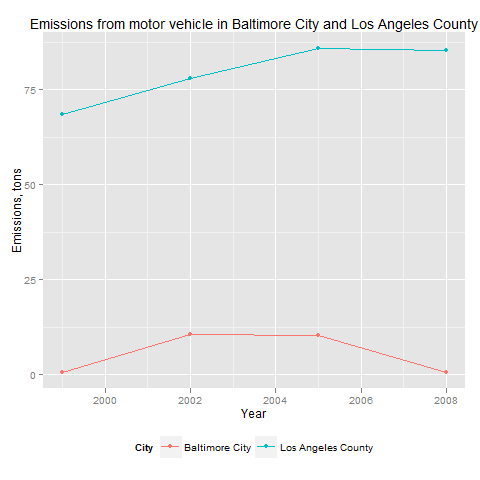 Emissions from motor vehicle in Baltimore City and Los Angeles County
75
50
25
0
Emissions, tons
2000 2002 2004 2006 2008
Year
City Baltimore City Los Angeles County